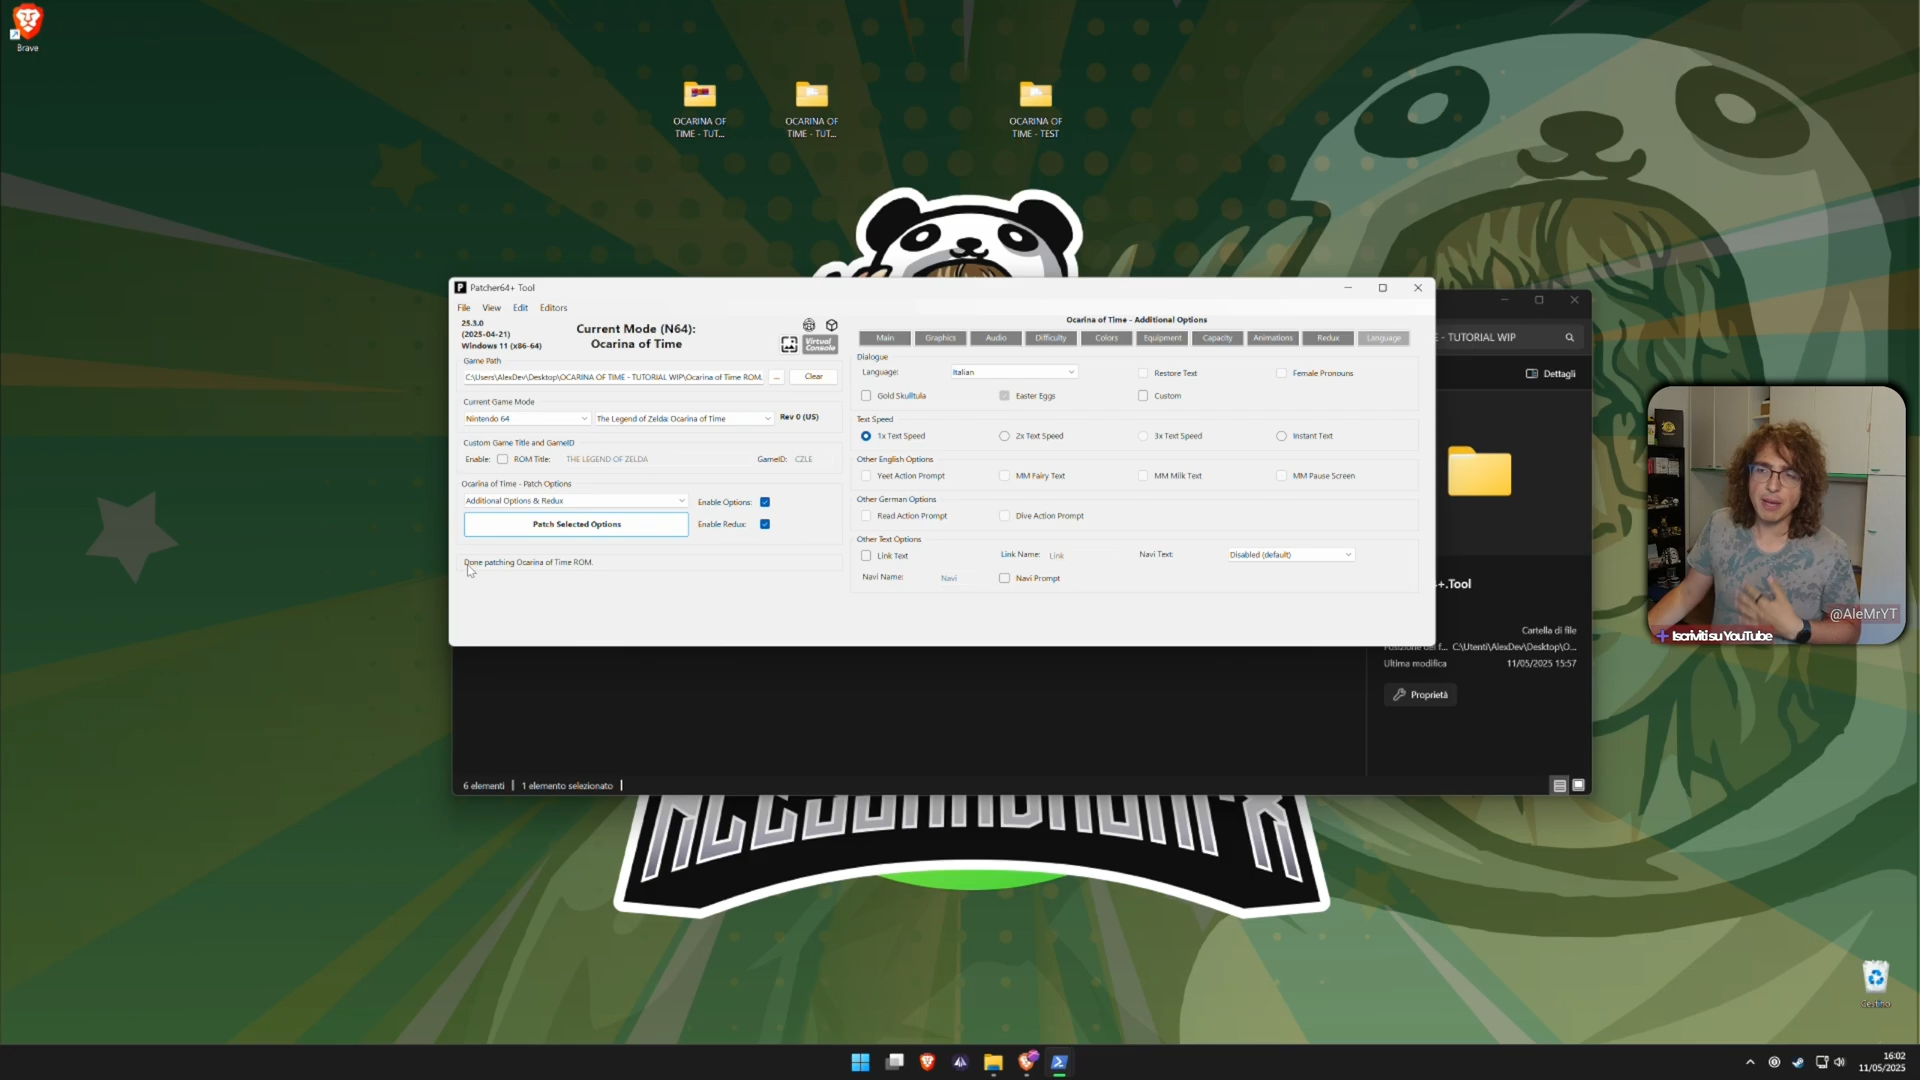 Brave
OCARINA OF
TIME - TUT...
OCARINA OF
TIME - TUT...
OCARINA OF
TIME - TEST
Patcher64+ Tool
File View Edit Editors
25.3.0
(2025-04-21)
Windows 11 (x86-64)
Current Mode (N64):
Ocarina of Time
Virtual
Console
Game Path
C:\Users\AlexDev\Desktop\OCARINA OF TIME - TUTORIAL WIP\Ocarina of Time ROM.
... Clear
Current Game Mode
Nintendo 64
The Legend of Zelda: Ocarina of Time
Rev 0 (US)
Custom Game Title and GameID
Enable: ROM Title: THE LEGEND OF ZELDA GameID: CZLE
Ocarina of Time - Patch Options
Additional Options & Redux
Enable Options:
Patch Selected Options
Enable Redux:
Done patching Ocarina of Time ROM.
Ocarina of Time - Additional Options
Main Graphics Audio Difficulty Colors Equipment Capacity Animations Redux Language
Dialogue
Language: Italian Restore Text Female Pronouns
Gold Skulltula Easter Eggs Custom
Text Speed
1x Text Speed 2x Text Speed 3x Text Speed Instant Text
Other English Options
Yeet Action Prompt MM Fairy Text MM Milk Text MM Pause Screen
Other German Options
Read Action Prompt Dive Action Prompt
Other Text Options
Link Text Link Name: Link Navi Text: Disabled (default)
Navi Name: Navi Navi Prompt
- TUTORIAL WIP
Dettagli
+.Tool
Cartella di file
C:\Utenti\AlexDev\Desktop\O...
Ultima modifica 11/05/2025 15:57
Proprietà
6 elementi 1 elemento selezionato
@AleMrYT
Iscriviti su YouTube
Cestino
16:02
11/05/2025